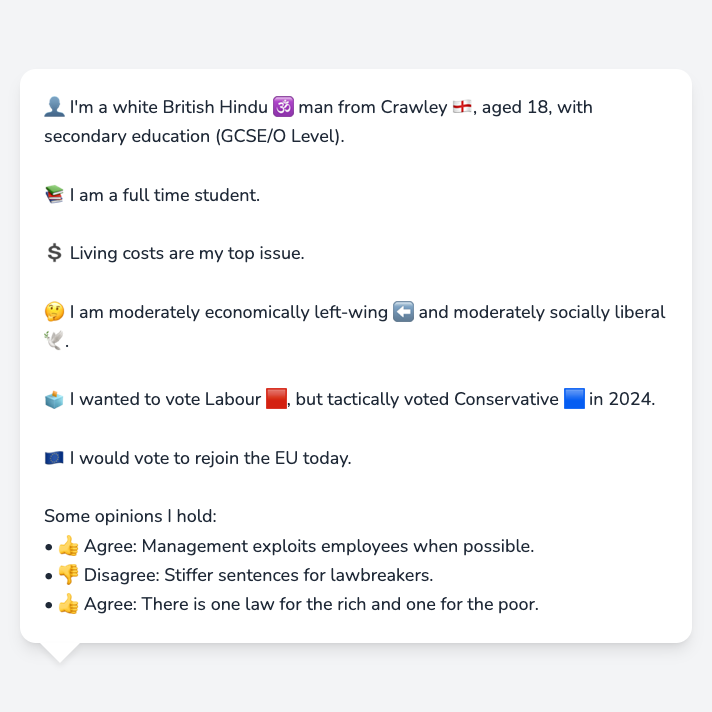 👤 I'm a white British Hindu 🕉️ man from Crawley 🏴󠁧󠁢󠁥󠁮󠁧󠁿, aged 18, with
secondary education (GCSE/O Level).
📚 I am a full time student.
💲 Living costs are my top issue.
🤔 I am moderately economically left-wing ⬅️ and moderately socially liberal
🕊️.
🗳️ I wanted to vote Labour 🟥, but tactically voted Conservative 🟦 in 2024.
🇪🇺 I would vote to rejoin the EU today.
Some opinions I hold:
• 👍 Agree: Management exploits employees when possible.
• 👎 Disagree: Stiffer sentences for lawbreakers.
• 👍 Agree: There is one law for the rich and one for the poor.